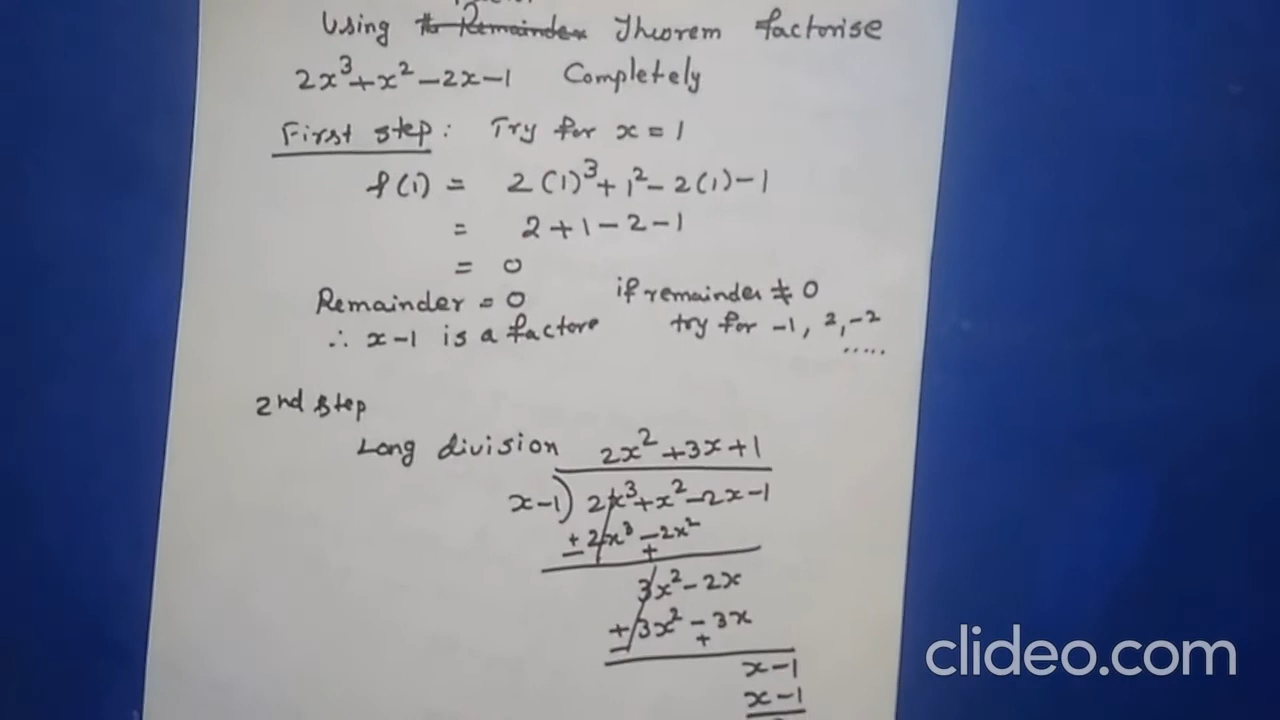 Using the Remainder Theorem factorise
2x³+x²-2x-1 Completely
First step: Try for x = 1
f(1) = 2(1)³+1²-2(1)-1
= 2+1-2-1
= 0
Remainder = 0 if remainder ≠ 0
∴ x-1 is a factor try for -1, 2, -2
.....
2nd step
Long division 2x²+3x+1
x-1) 2x³+x²-2x-1
± 2x³ -2x²
+
3x²-2x
± 3x² - 3x
+
x-1
x-1
clideo.com